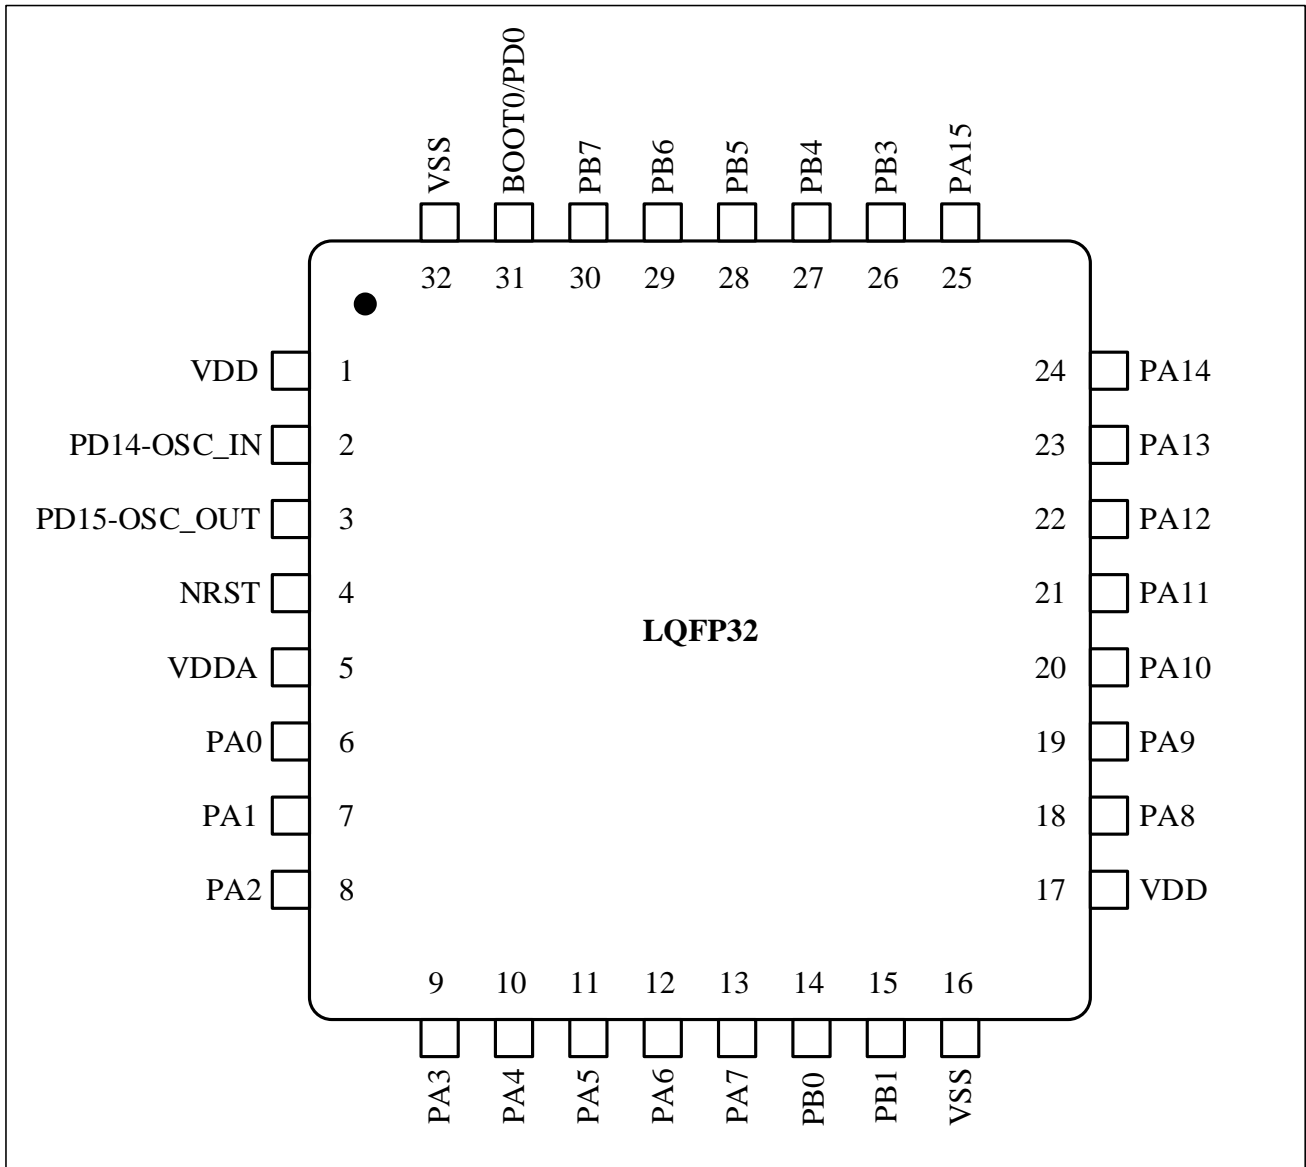 VSS
BOOT0/PD0
PB7
PB6
PB5
PB4
PB3
PA15
32 31 30 29 28 27 26 25
VDD 1 24 PA14
PD14-OSC_IN 2 23 PA13
PD15-OSC_OUT 3 22 PA12
NRST 4 21 PA11
LQFP32
VDDA 5 20 PA10
PA0 6 19 PA9
PA1 7 18 PA8
PA2 8 17 VDD
9 10 11 12 13 14 15 16
PA3
PA4
PA5
PA6
PA7
PB0
PB1
VSS